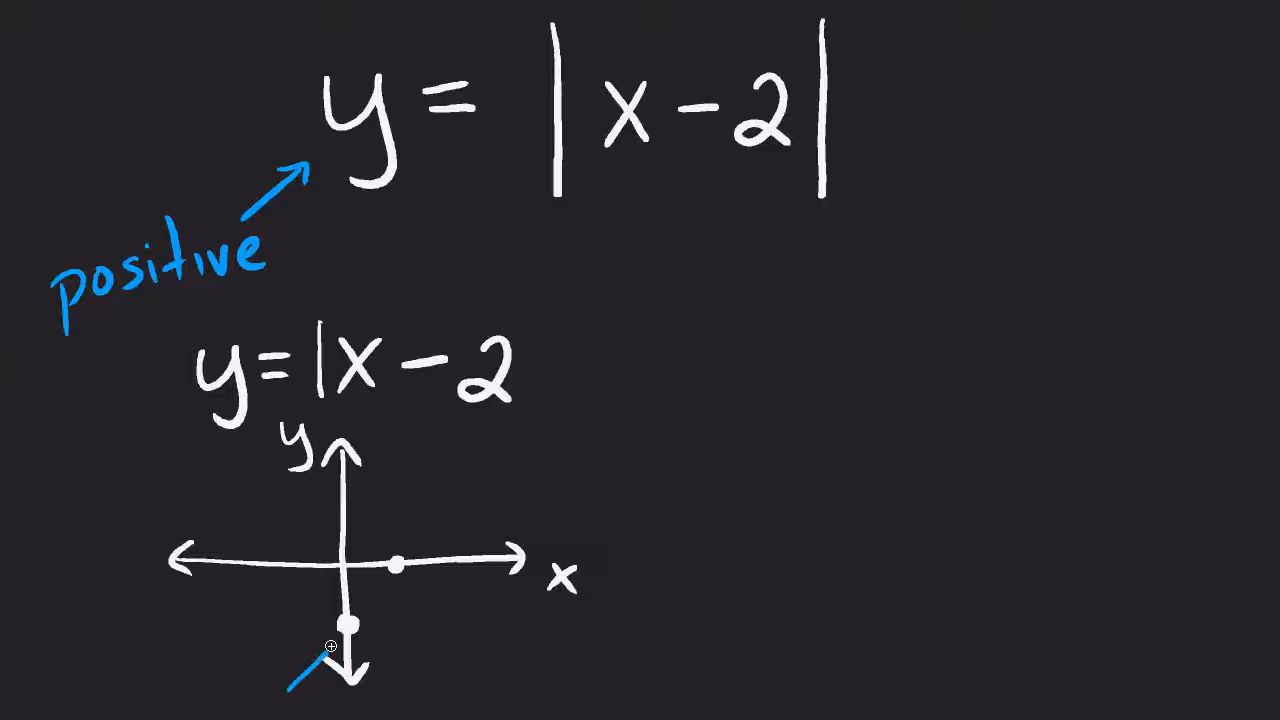 y = | x - 2 |
positive
y = | x - 2
y
x